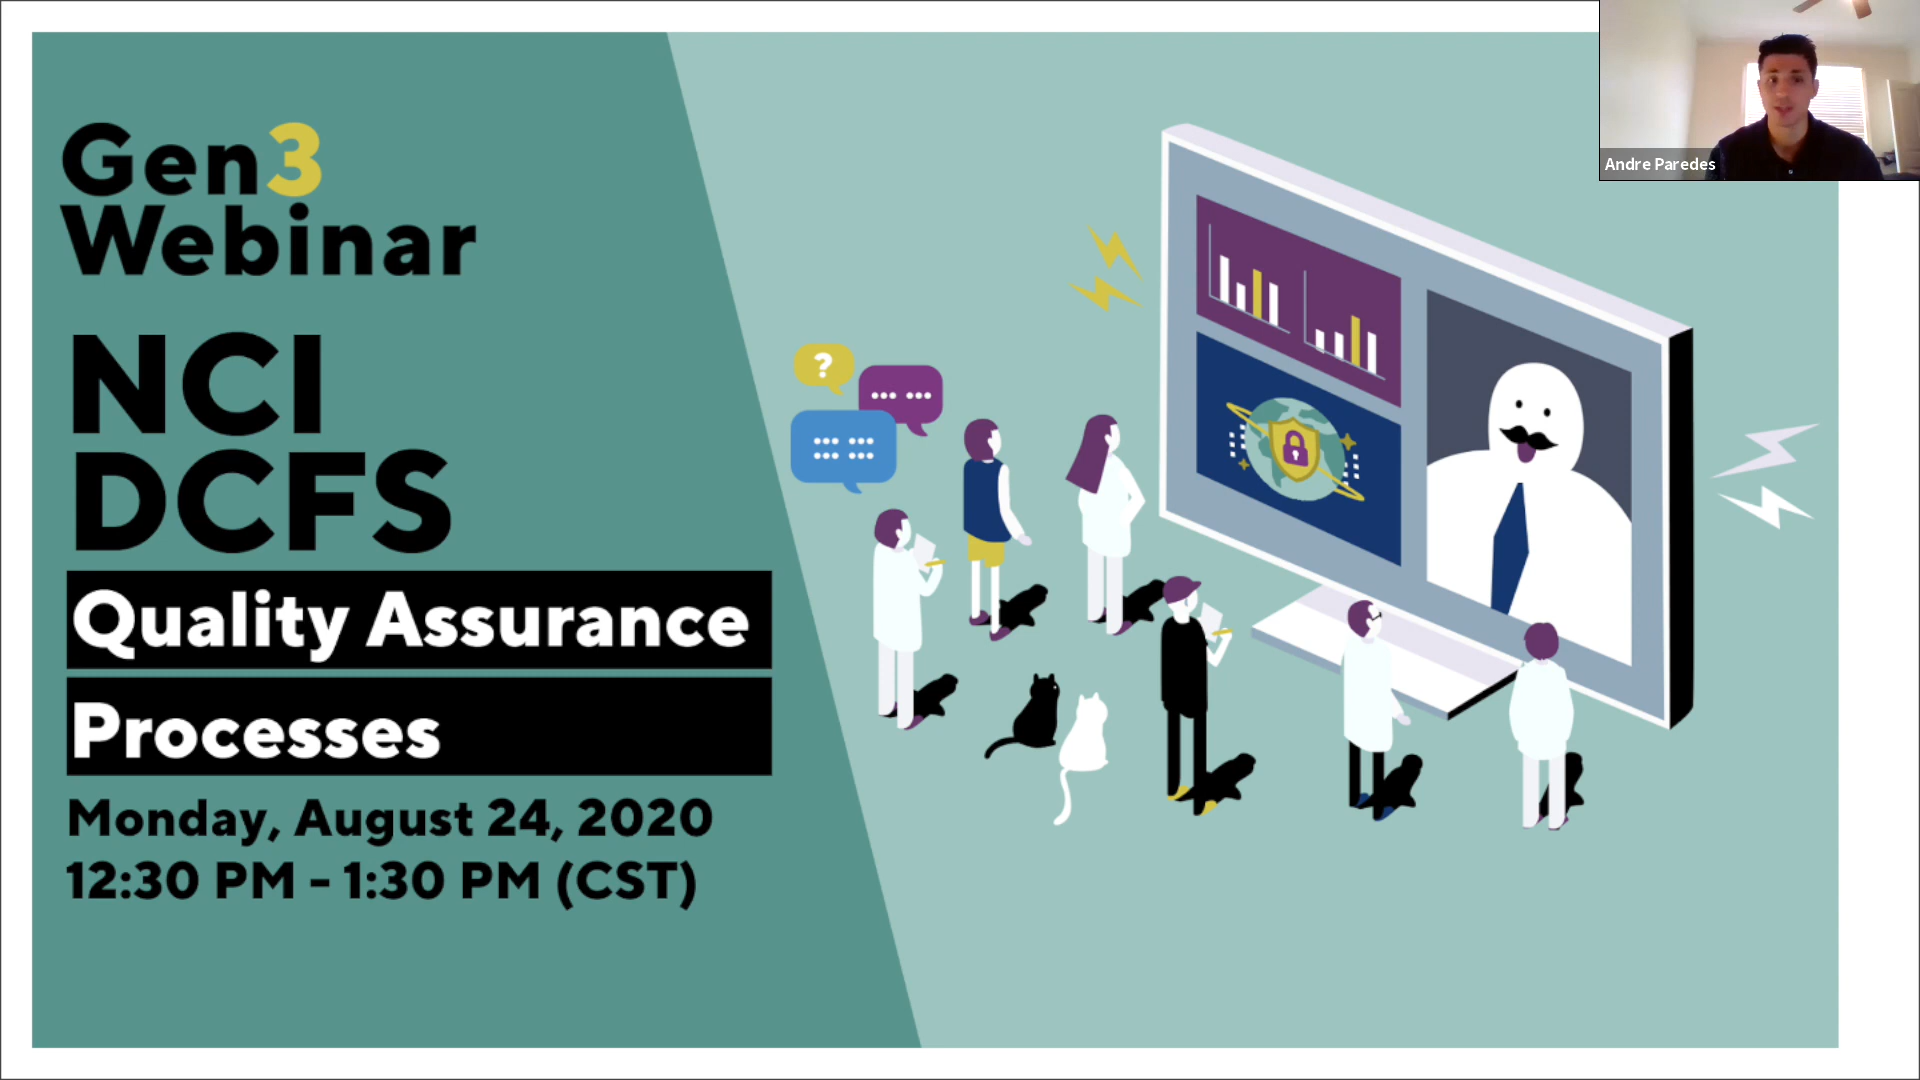 Gen3
Webinar
NCI
DCFS
Quality Assurance
Processes
Monday, August 24, 2020
12:30 PM - 1:30 PM (CST)
?
Andre Paredes